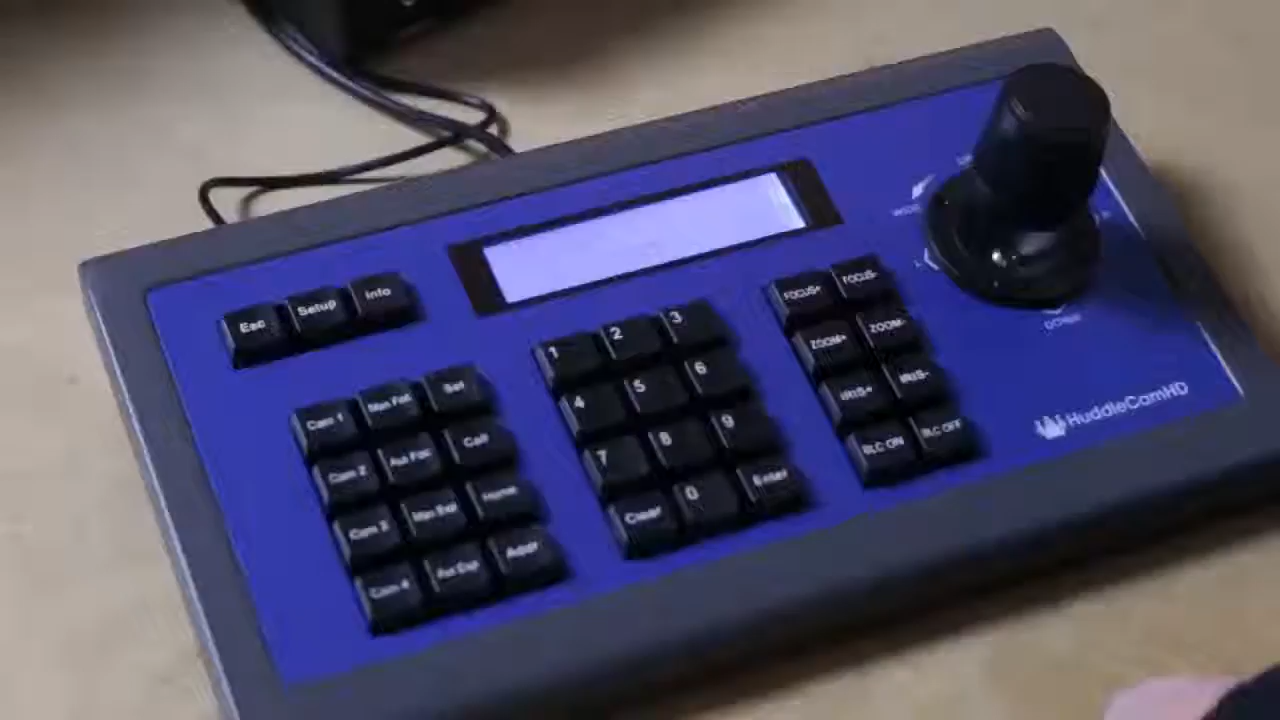 Esc Setup Info
Cam 1 Man Foc Set
Cam 2 Aut Foc Call
Cam 3 Man Exp Home
Cam 4 Aut Exp Addr
1 2 3
4 5 6
7 8 9
Clear 0 Enter
FOCUS+ FOCUS-
ZOOM+ ZOOM-
IRIS+ IRIS-
BLC ON BLC OFF
WIDE
DOWN
HuddleCamHD